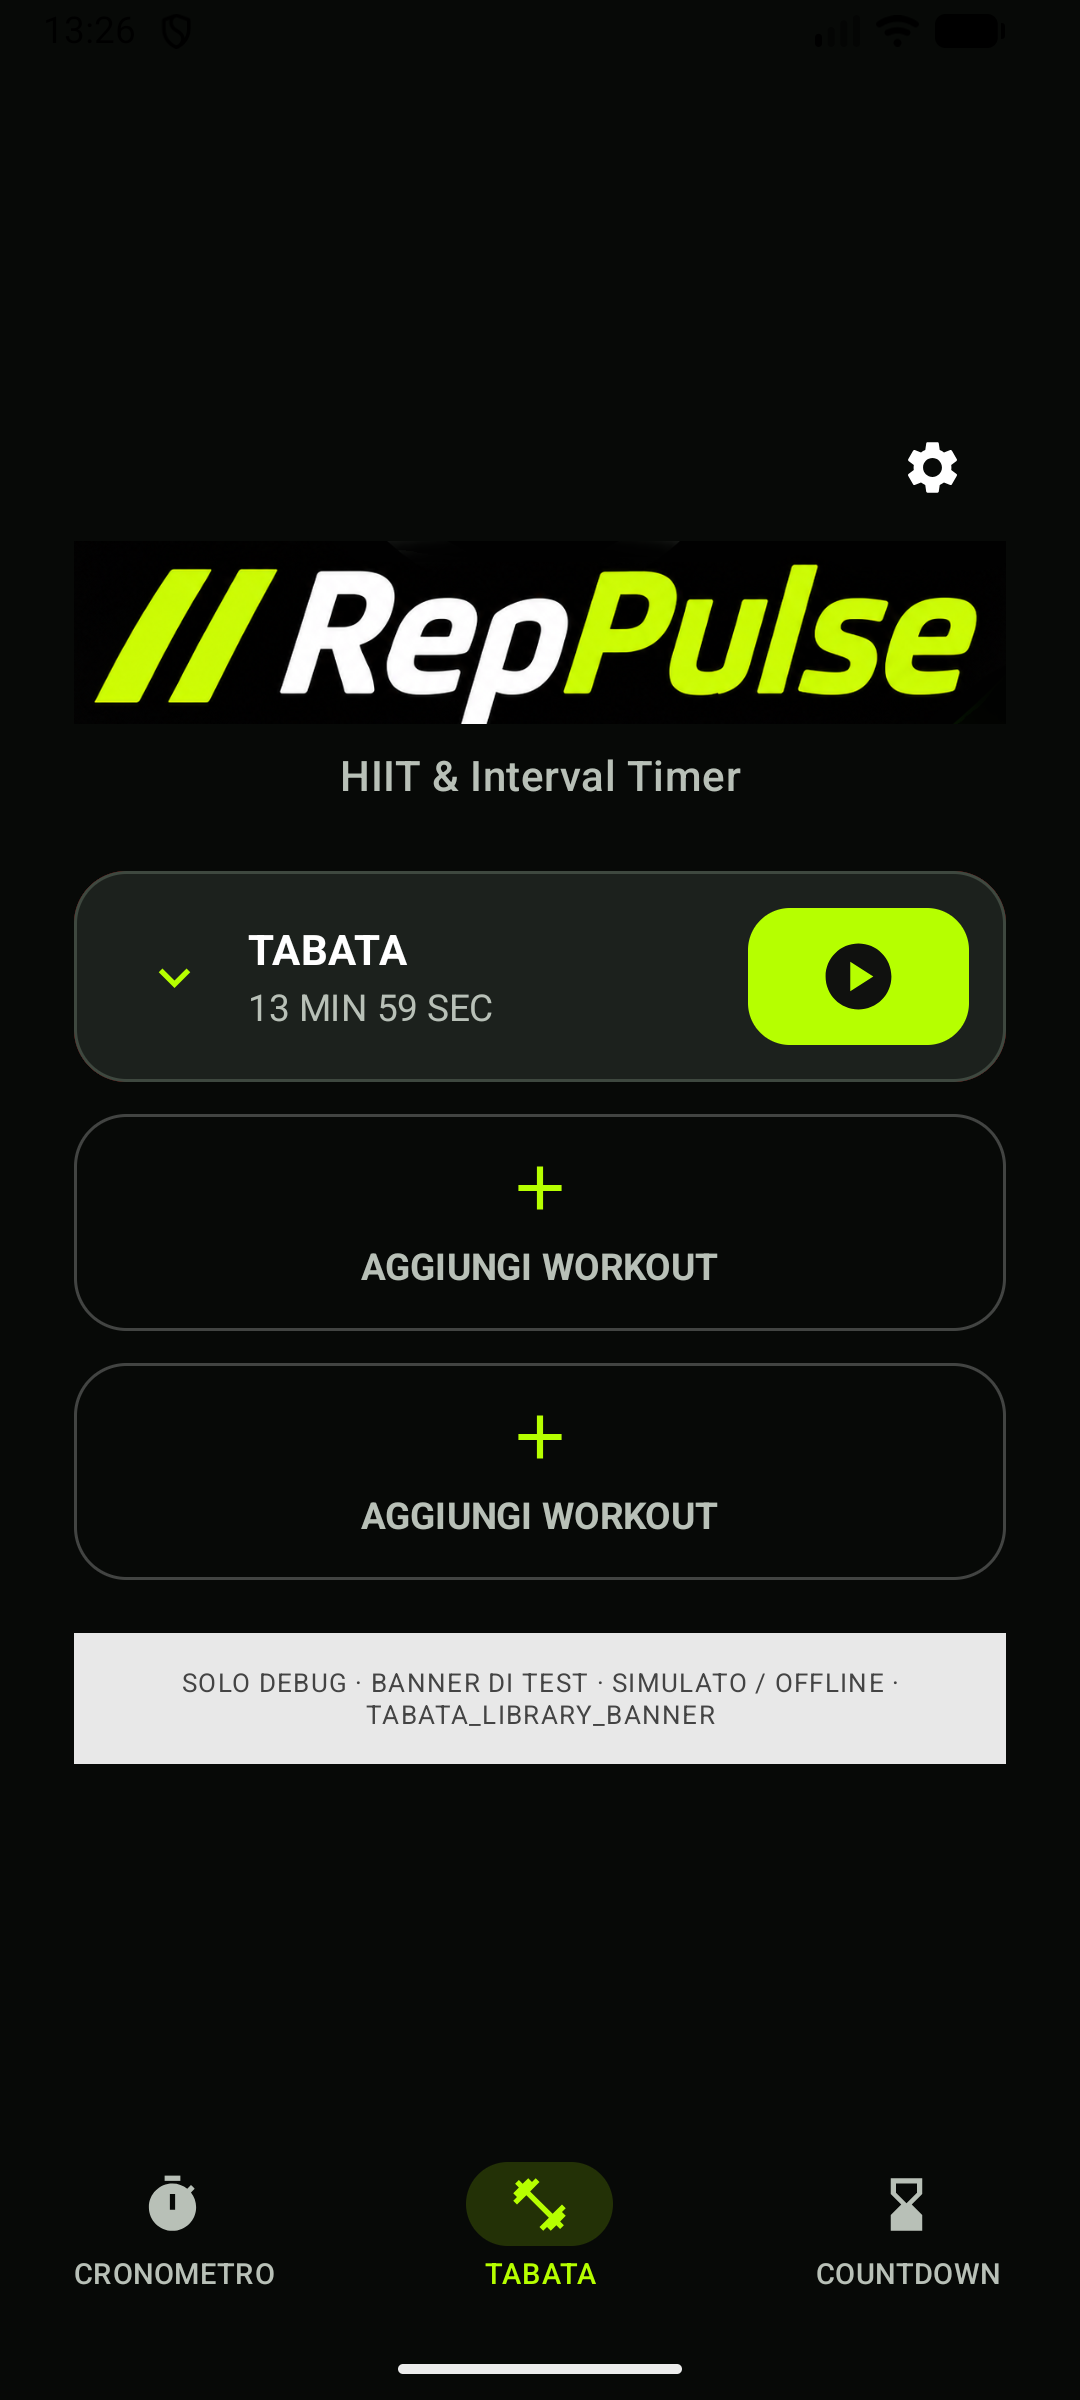 13:26
RepPulse
HIIT & Interval Timer
TABATA
13 MIN 59 SEC
AGGIUNGI WORKOUT
AGGIUNGI WORKOUT
SOLO DEBUG · BANNER DI TEST · SIMULATO / OFFLINE ·
TABATA_LIBRARY_BANNER
CRONOMETRO
TABATA
COUNTDOWN